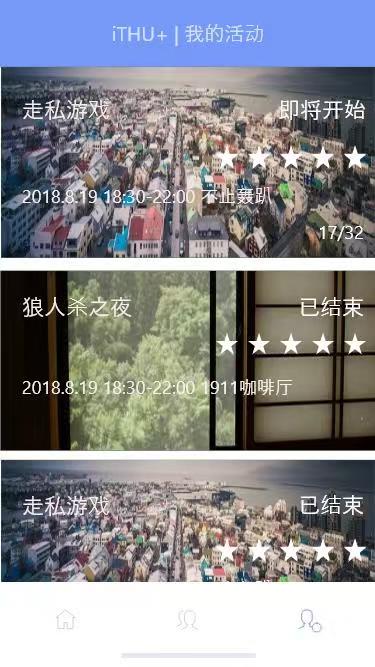 iTHU+ | 我的活动
走私游戏 即将开始
2018.8.19 18:30-22:00 不止轰趴
17/32
狼人杀之夜 已结束
2018.8.19 18:30-22:00 1911咖啡厅
走私游戏 已结束